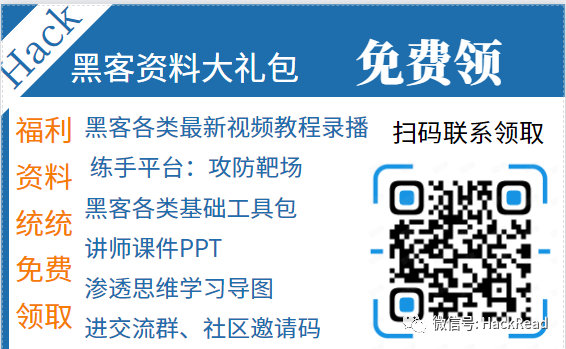 Hack
黑客资料大礼包 免费领
福利
资料
统统
免费
领取
黑客各类最新视频教程录播
练手平台：攻防靶场
黑客各类基础工具包
讲师课件PPT
渗透思维学习导图
进交流群、社区邀请码
扫码联系领取
微信号: HackRead